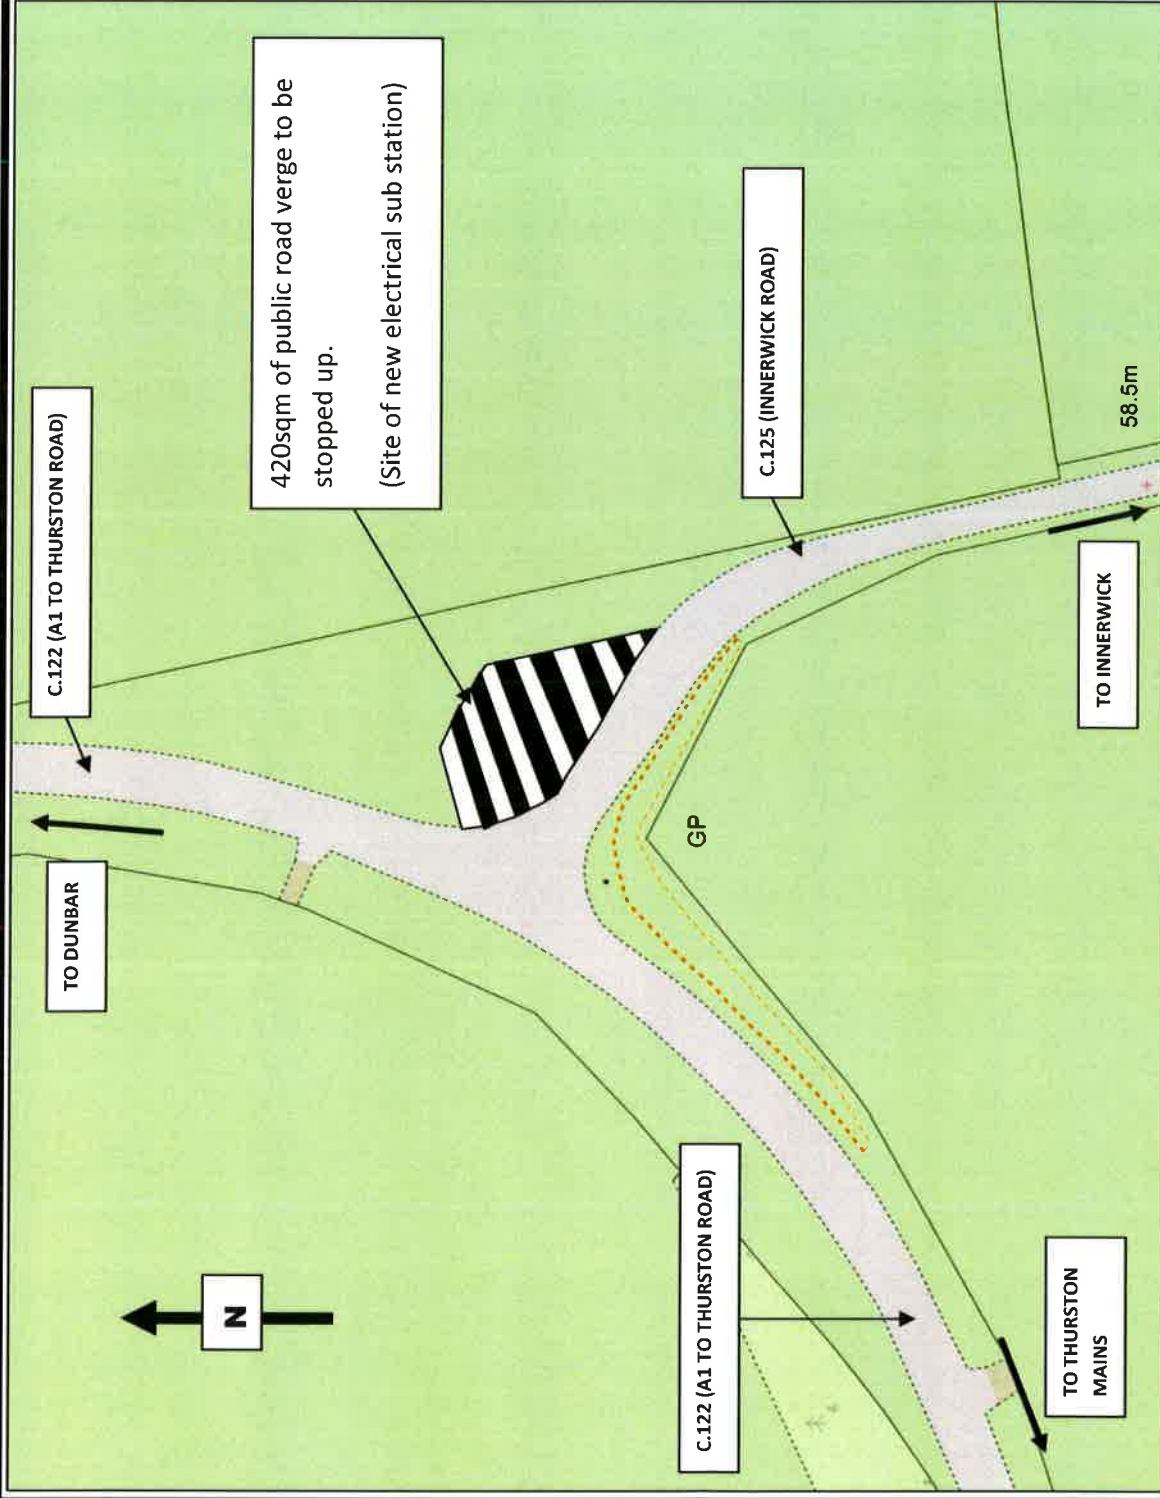 C.122 (A1 TO THURSTON ROAD)
420sqm of public road verge to be
stopped up.
(Site of new electrical sub station)
TO DUNBAR
N
C.125 (INNERWICK ROAD)
GP
C.122 (A1 TO THURSTON ROAD)
58.5m
TO INNERWICK
TO THURSTON
MAINS